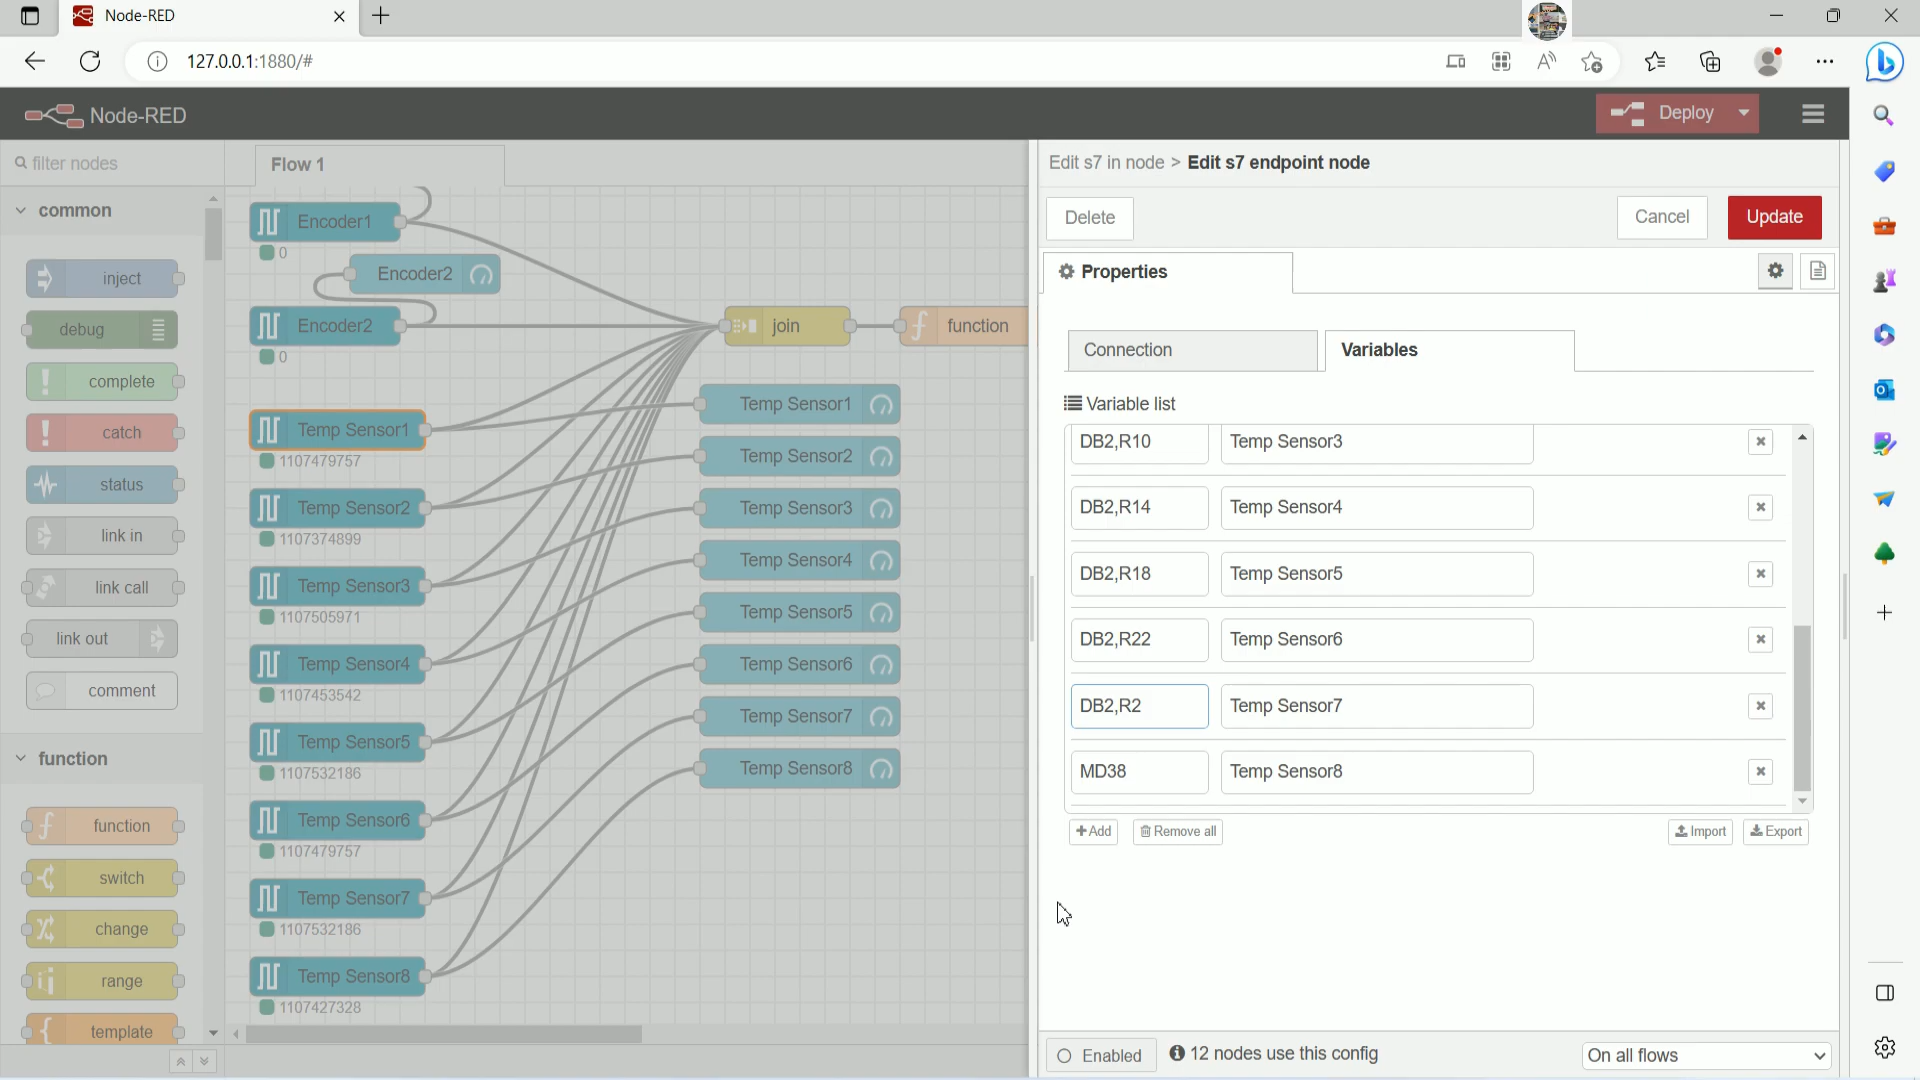 Node-RED
127.0.0.1:1880/#
Node-RED
Deploy
filter nodes
common
inject
debug
complete
catch
status
link in
link call
link out
comment
function
function
switch
change
range
template
Flow 1
Encoder1
0
Encoder2
Encoder2
0
join
function
Temp Sensor1
1107479757
Temp Sensor2
1107374899
Temp Sensor3
1107505971
Temp Sensor4
1107453542
Temp Sensor5
1107532186
Temp Sensor6
1107479757
Temp Sensor7
1107532186
Temp Sensor8
1107427328
Temp Sensor1
Temp Sensor2
Temp Sensor3
Temp Sensor4
Temp Sensor5
Temp Sensor6
Temp Sensor7
Temp Sensor8
Edit s7 in node > Edit s7 endpoint node
Delete
Cancel
Update
Properties
Connection
Variables
Variable list
DB2,R10 Temp Sensor3
DB2,R14 Temp Sensor4
DB2,R18 Temp Sensor5
DB2,R22 Temp Sensor6
DB2,R2 Temp Sensor7
MD38 Temp Sensor8
+Add
Remove all
Import
Export
Enabled
12 nodes use this config
On all flows